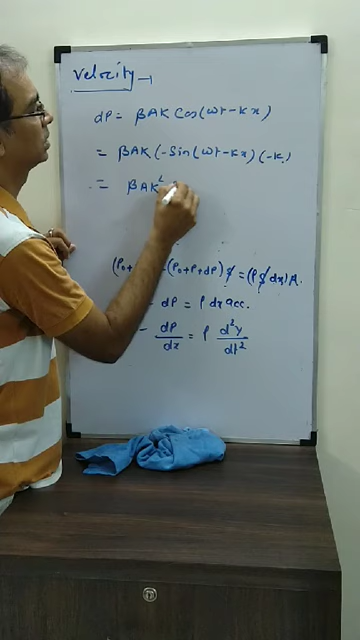 Velocity
dP = βAK Cos(ωt-kx)
= βAK (-Sin(ωt-kx)(-K)
= βAK²
(P₀+ (P₀+P+dP) S = (ρ S dx) A.
- dP = ρ dx acc.
- dP/dx = ρ d²y/dt²